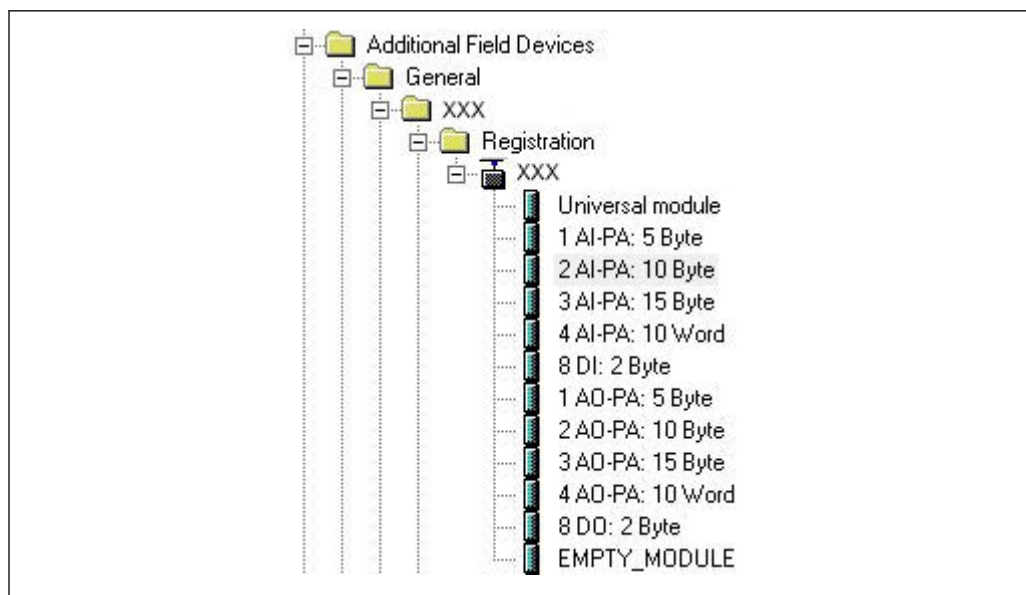 Additional Field Devices
General
XXX
Registration
XXX
Universal module
1 AI-PA: 5 Byte
2 AI-PA: 10 Byte
3 AI-PA: 15 Byte
4 AI-PA: 10 Word
8 DI: 2 Byte
1 AO-PA: 5 Byte
2 AO-PA: 10 Byte
3 AO-PA: 15 Byte
4 AO-PA: 10 Word
8 DO: 2 Byte
EMPTY_MODULE